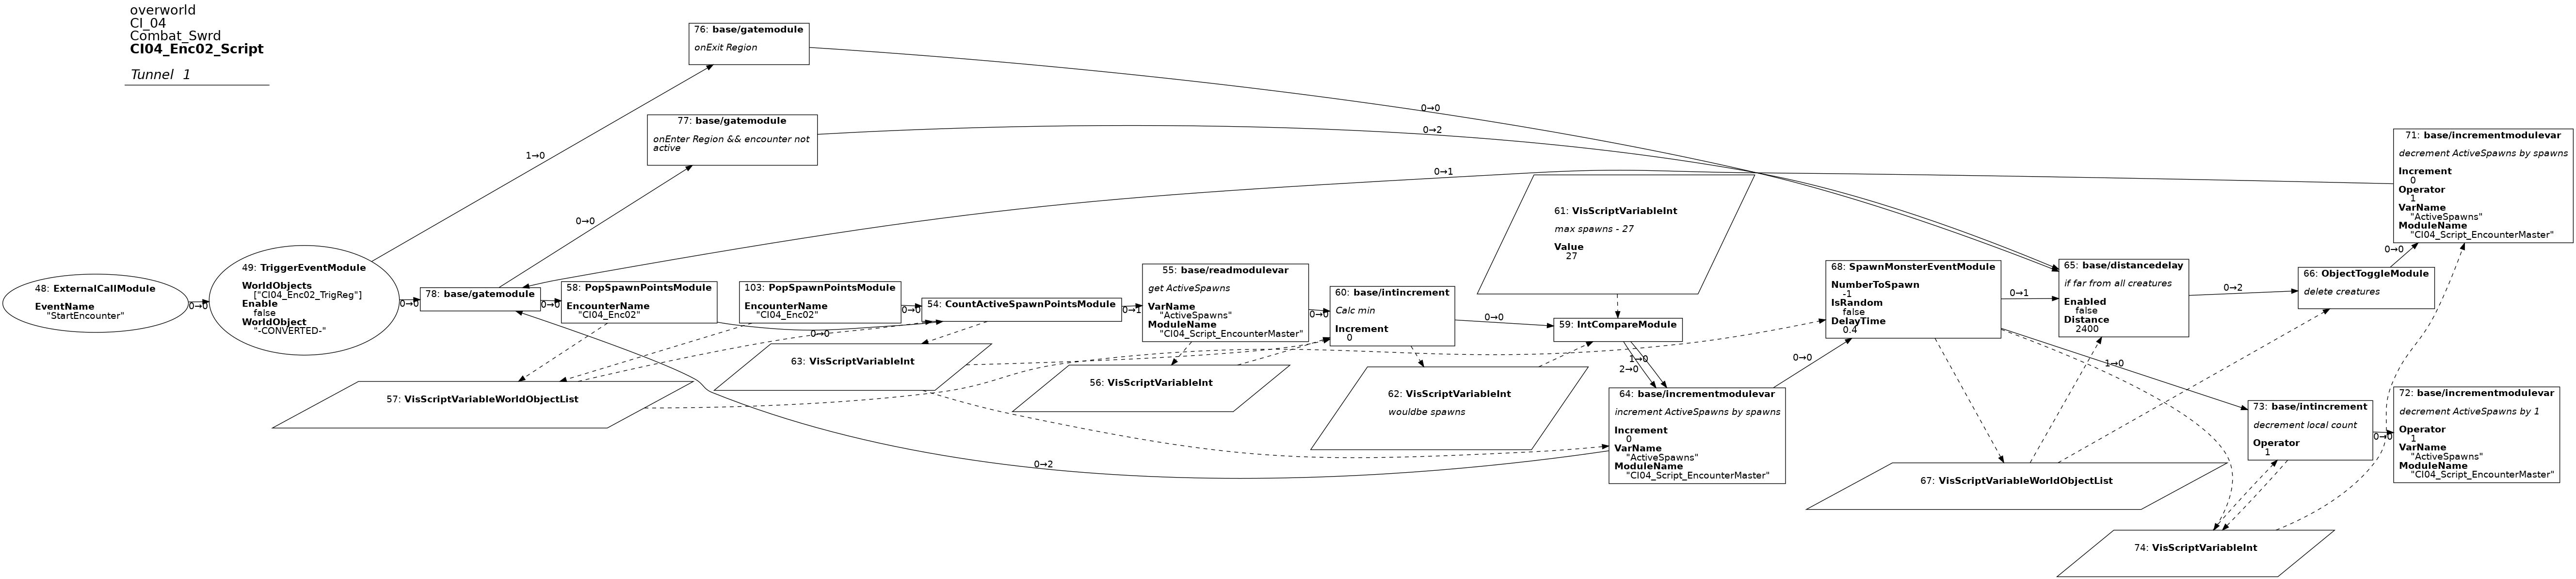 overworld
CI_04
Combat_Swrd
CI04_Enc02_Script
Tunnel 1
48: ExternalCallModule
EventName
"StartEncounter"
0→0
49: TriggerEventModule
WorldObjects
["CI04_Enc02_TrigReg"]
Enable
false
WorldObject
"-CONVERTED-"
1→0
0→0
76: base/gatemodule
onExit Region
0→0
77: base/gatemodule
onEnter Region && encounter not
active
0→2
78: base/gatemodule
0→0
0→0
58: PopSpawnPointsModule
EncounterName
"CI04_Enc02"
0→0
103: PopSpawnPointsModule
EncounterName
"CI04_Enc02"
0→0
57: VisScriptVariableWorldObjectList
54: CountActiveSpawnPointsModule
0→1
63: VisScriptVariableInt
55: base/readmodulevar
get ActiveSpawns
VarName
"ActiveSpawns"
ModuleName
"CI04_Script_EncounterMaster"
0→0
56: VisScriptVariableInt
60: base/intincrement
Calc min
Increment
0
0→0
61: VisScriptVariableInt
max spawns - 27
Value
27
62: VisScriptVariableInt
wouldbe spawns
59: IntCompareModule
1→0
2→0
64: base/incrementmodulevar
increment ActiveSpawns by spawns
Increment
0
VarName
"ActiveSpawns"
ModuleName
"CI04_Script_EncounterMaster"
0→0
0→2
68: SpawnMonsterEventModule
NumberToSpawn
-1
IsRandom
false
DelayTime
0.4
0→1
1→0
65: base/distancedelay
if far from all creatures
Enabled
false
Distance
2400
0→2
67: VisScriptVariableWorldObjectList
66: ObjectToggleModule
delete creatures
0→0
71: base/incrementmodulevar
decrement ActiveSpawns by spawns
Increment
0
Operator
1
VarName
"ActiveSpawns"
ModuleName
"CI04_Script_EncounterMaster"
0→1
73: base/intincrement
decrement local count
Operator
1
0→0
72: base/incrementmodulevar
decrement ActiveSpawns by 1
Operator
1
VarName
"ActiveSpawns"
ModuleName
"CI04_Script_EncounterMaster"
74: VisScriptVariableInt